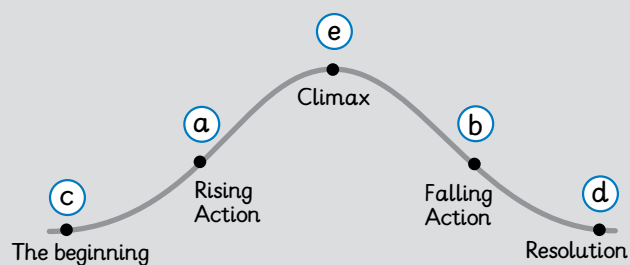 e
Climax
a
b
Rising
Action
Falling
Action
c
d
The beginning
Resolution